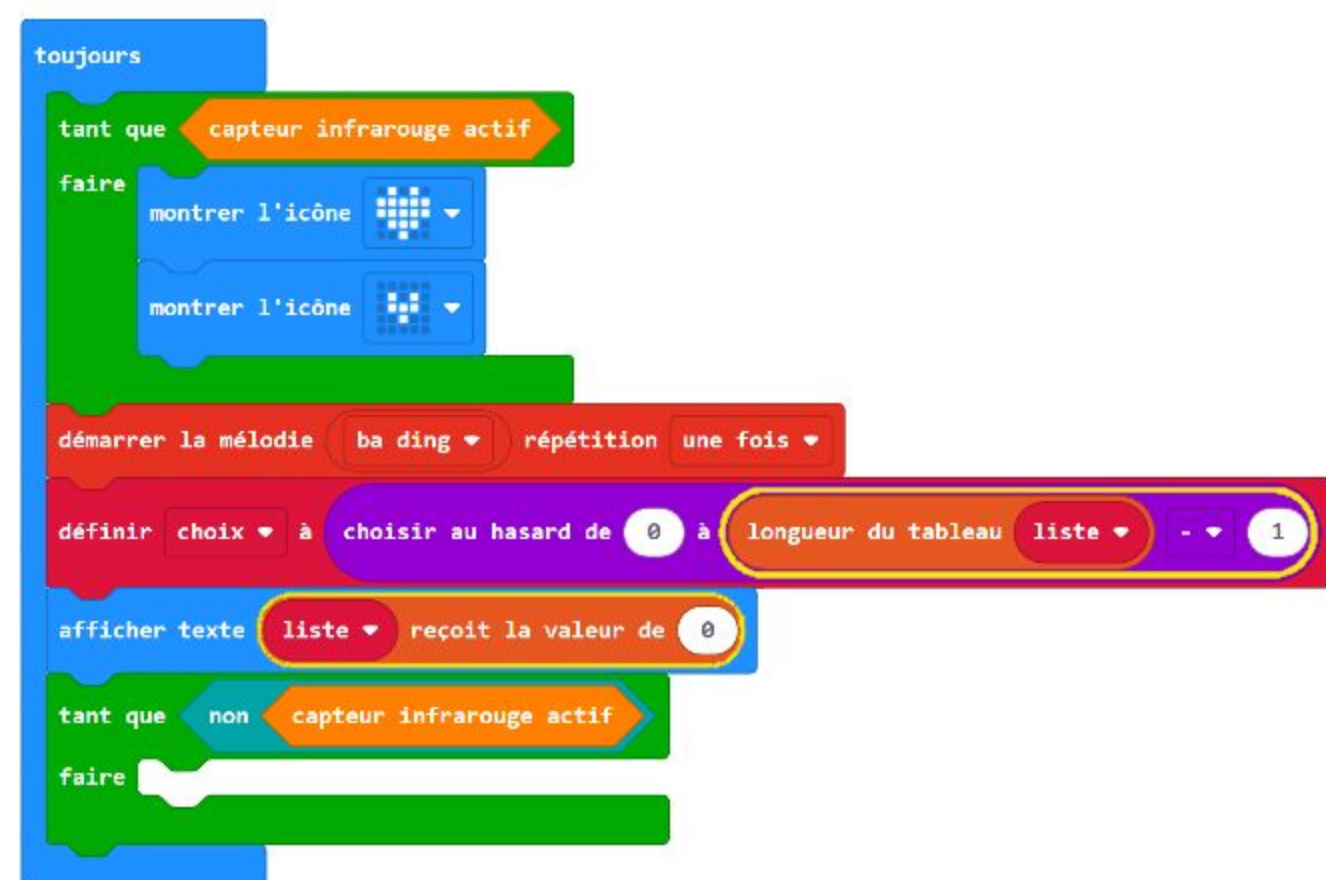 toujours
tant que capteur infrarouge actif
faire
montrer l'icône
montrer l'icône
démarrer la mélodie ba ding répétition une fois
définir choix à choisir au hasard de 0 à longueur du tableau liste - 1
afficher texte liste reçoit la valeur de 0
tant que non capteur infrarouge actif
faire